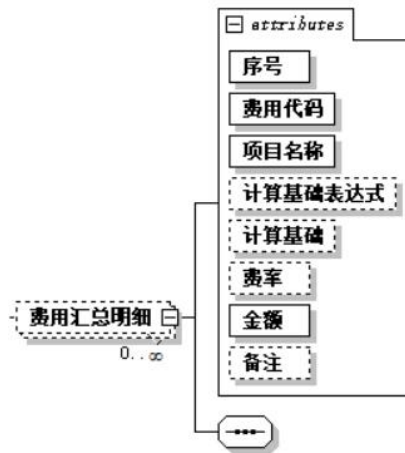 attributes
序号
费用代码
项目名称
计算基础表达式
计算基础
费率
费用汇总明细
金额
0..∞
备注